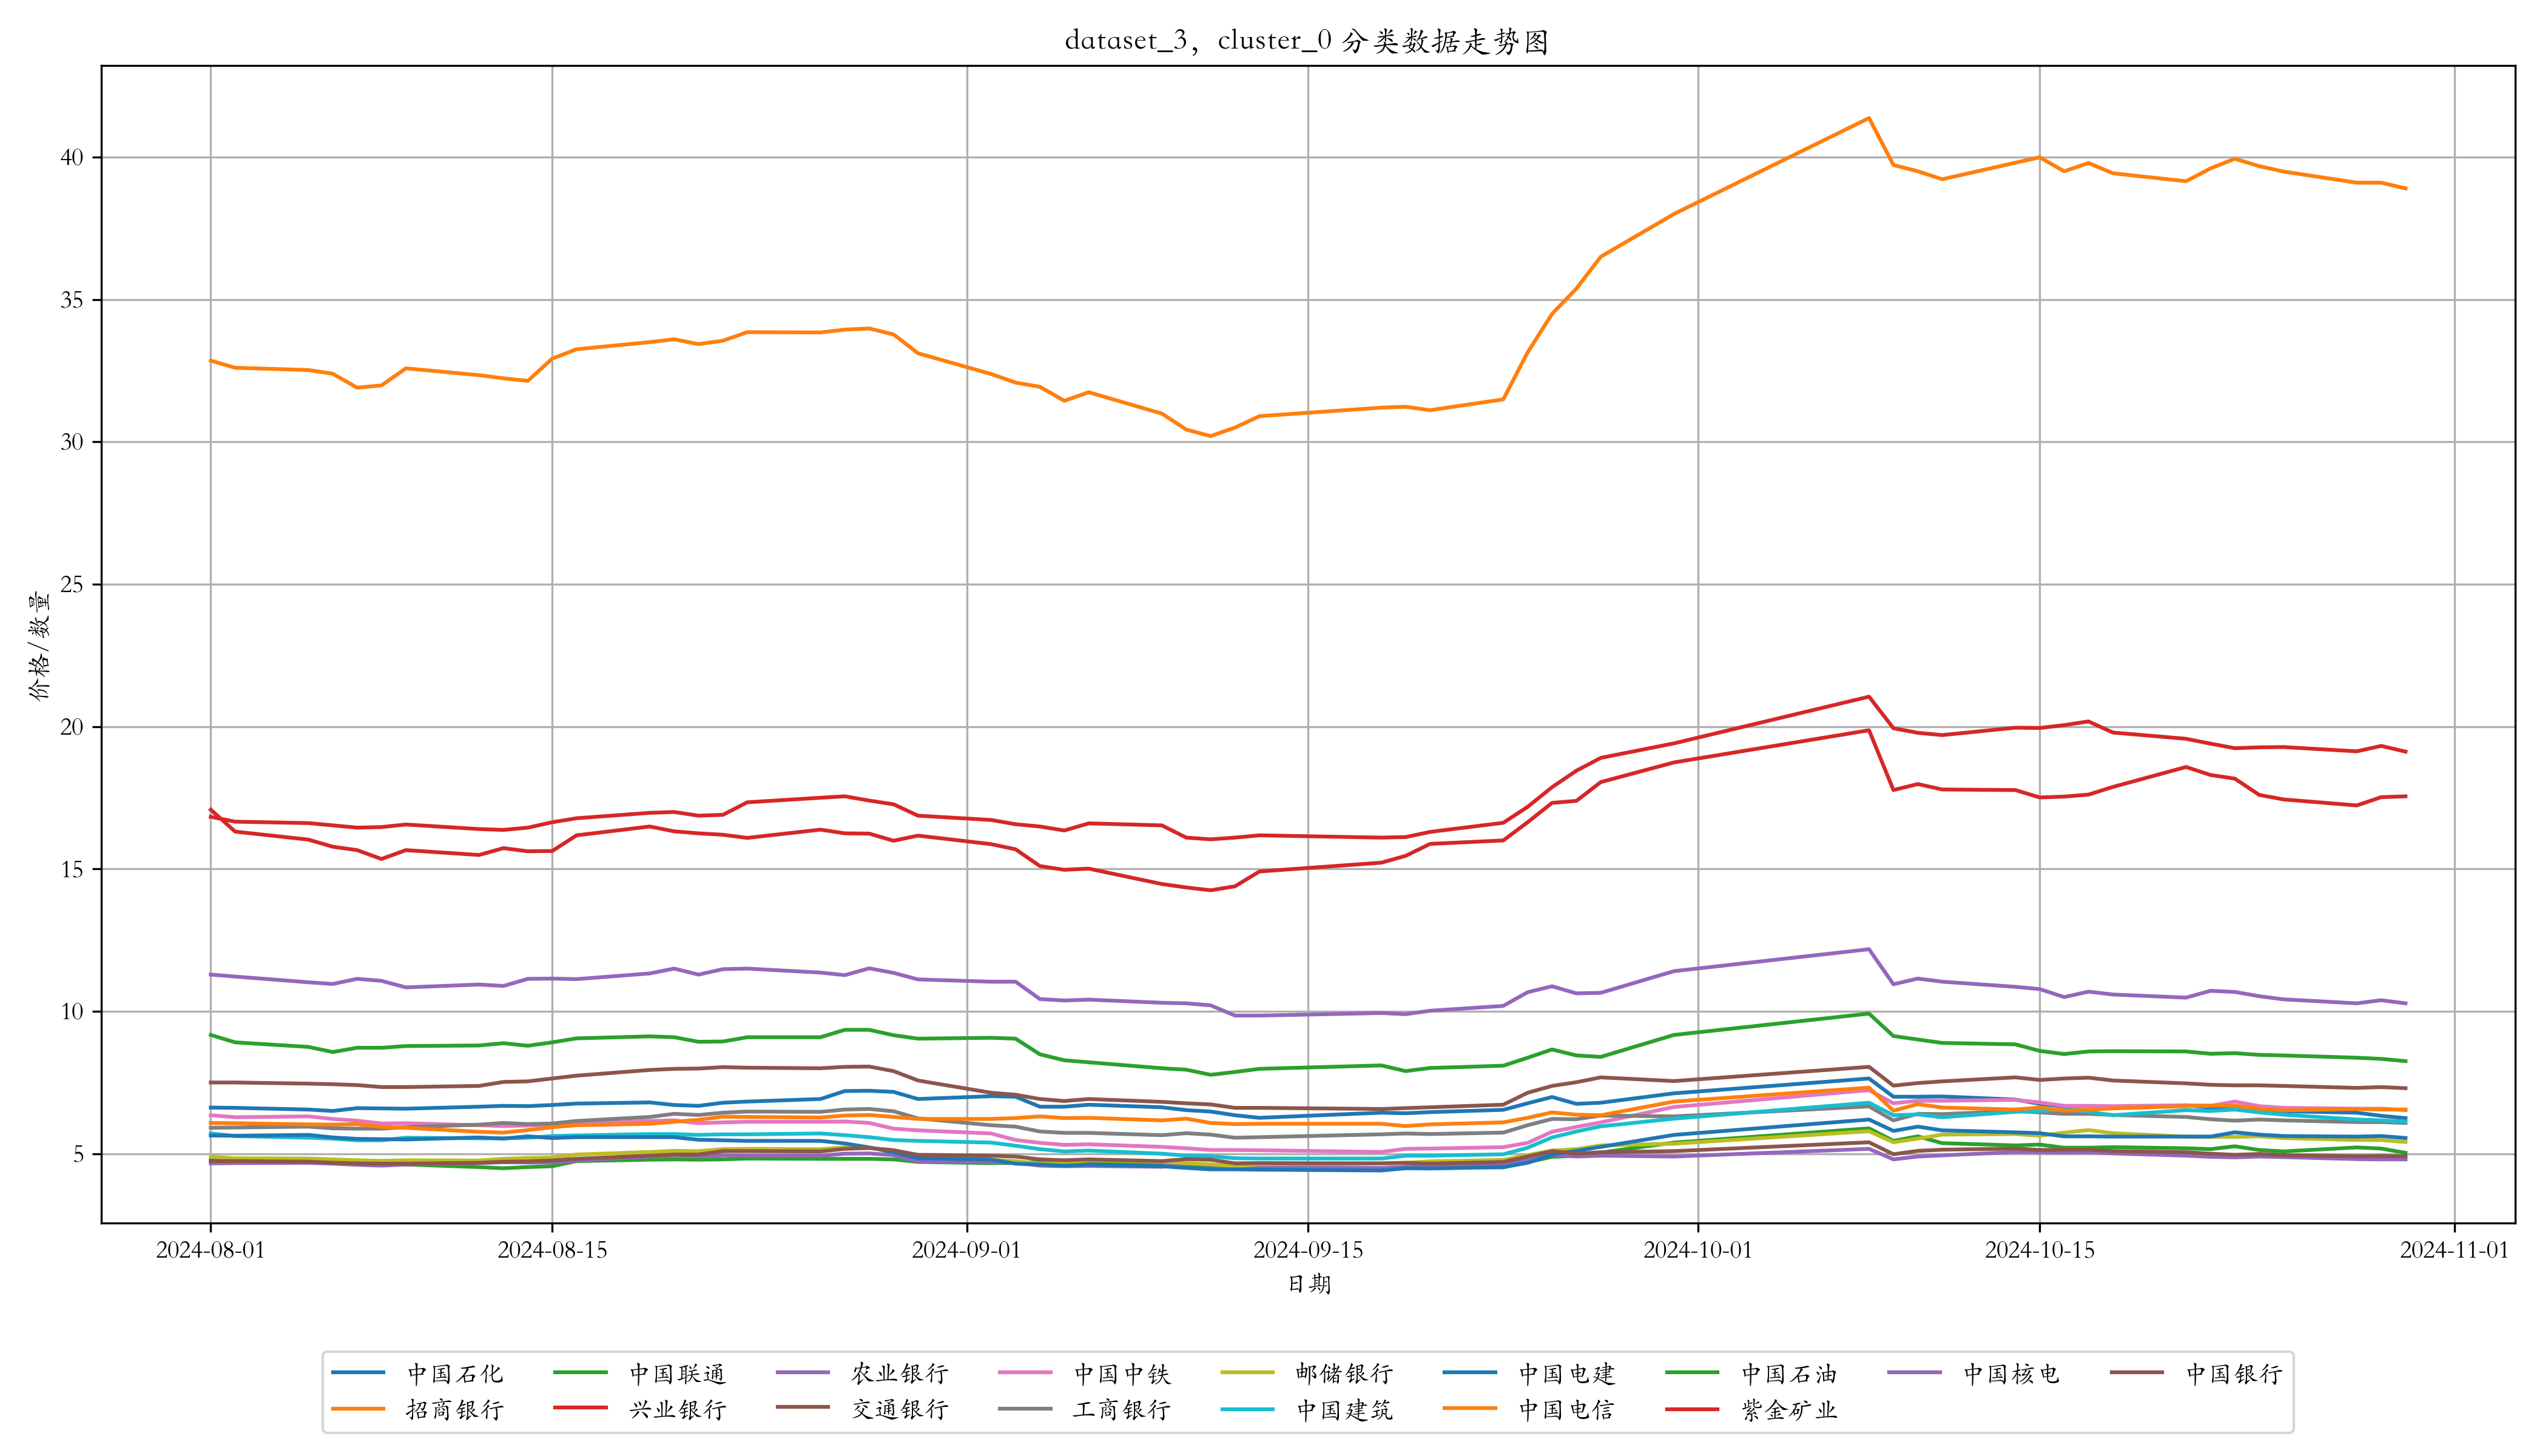 dataset_3，cluster_0 分类数据走势图
价格/数量
40
35
30
25
20
15
10
5
2024-08-01 2024-08-15 2024-09-01 2024-09-15 2024-10-01 2024-10-15 2024-11-01
日期
中国石化 中国联通 农业银行 中国中铁 邮储银行 中国电建 中国石油 中国核电 中国银行
招商银行 兴业银行 交通银行 工商银行 中国建筑 中国电信 紫金矿业